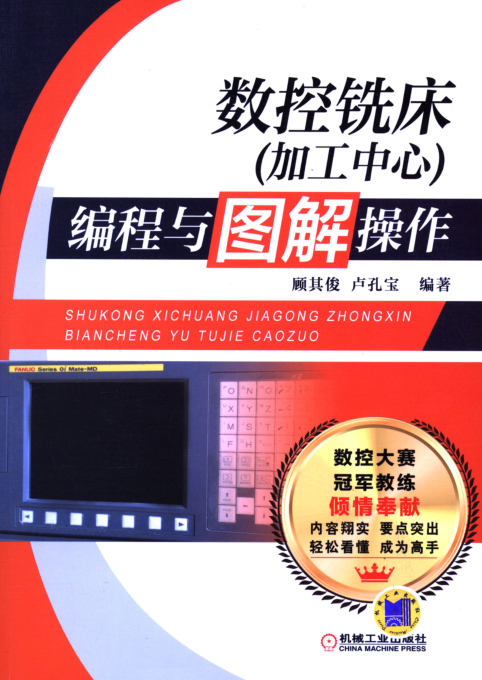 数控铣床
(加工中心)
编程与图解操作
顾其俊 卢孔宝 编著
SHUKONG XICHUANG JIAGONG ZHONGXIN
BIANCHENG YU TUJIE CAOZUO
FANUC Series 0i Mate-MD
数控大赛
冠军教练
倾情奉献
内容翔实 要点突出
轻松看懂 成为高手
机械工业出版社
CHINA MACHINE PRESS